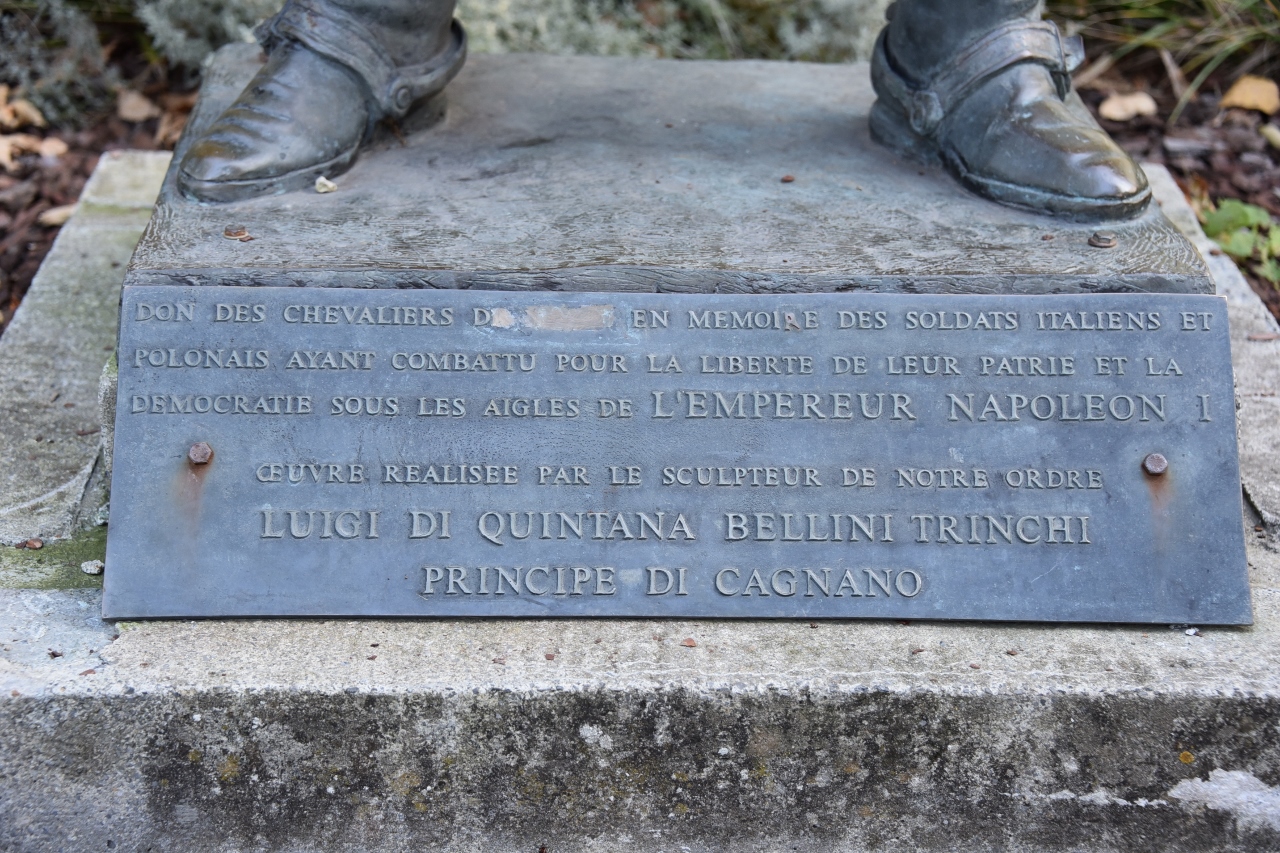 DON DES CHEVALIERS D EN MEMOIRE DES SOLDATS ITALIENS ET
POLONAIS AYANT COMBATTU POUR LA LIBERTE DE LEUR PATRIE ET LA
DEMOCRATIE SOUS LES AIGLES DE L'EMPEREUR NAPOLEON I
ŒUVRE REALISEE PAR LE SCULPTEUR DE NOTRE ORDRE
LUIGI DI QUINTANA BELLINI TRINCHI
PRINCIPE DI CAGNANO